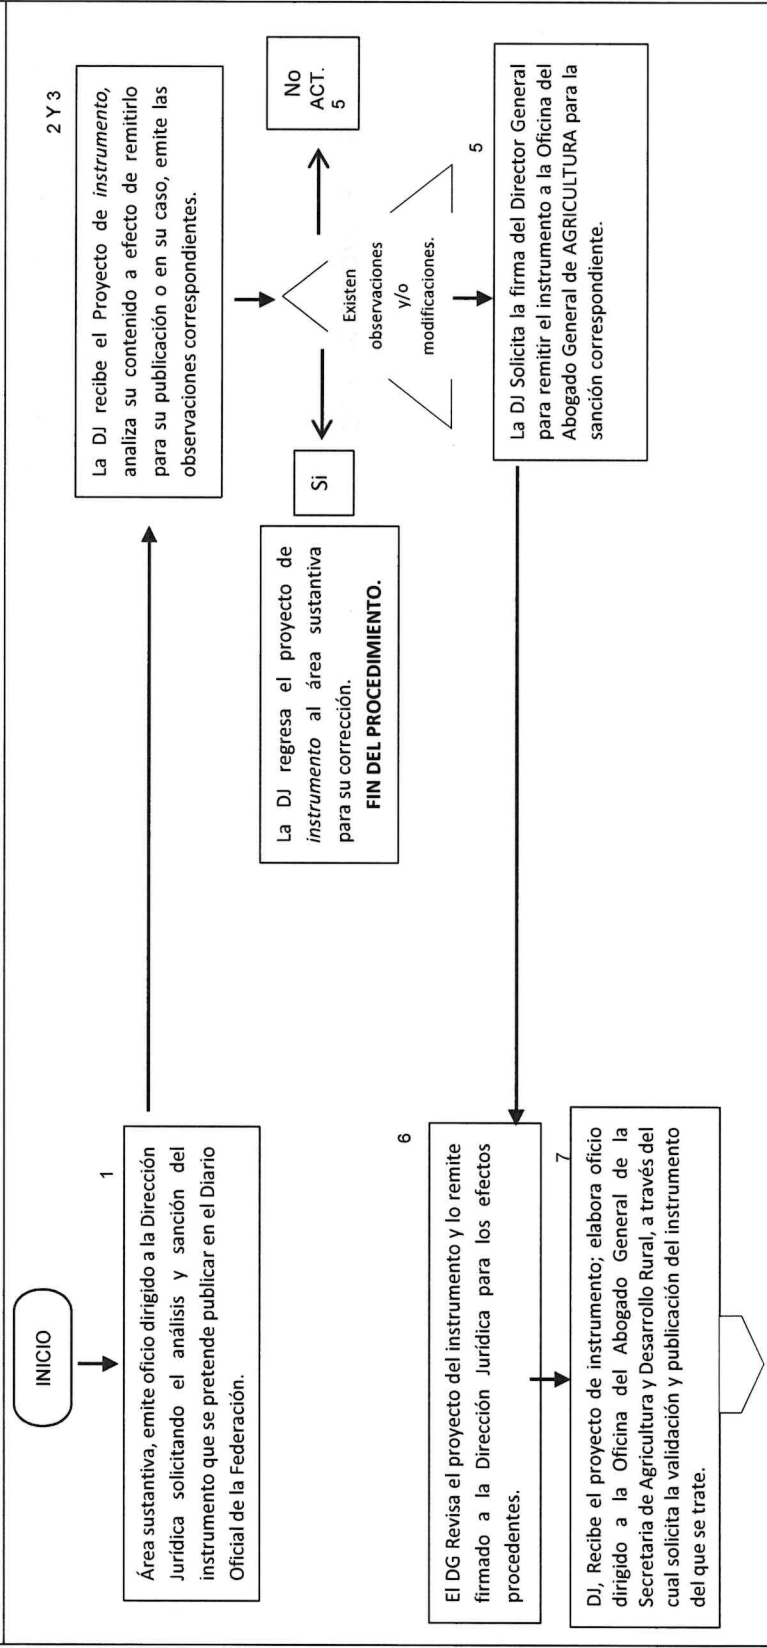 INICIO
1
Área sustantiva, emite oficio dirigido a la Dirección
Jurídica solicitando el análisis y sanción del
instrumento que se pretende publicar en el Diario
Oficial de la Federación.
2 Y 3
La DJ recibe el Proyecto de instrumento,
analiza su contenido a efecto de remitirlo
para su publicación o en su caso, emite las
observaciones correspondientes.
Existen
observaciones
y/o
modificaciones.
No
ACT.
5
Si
La DJ regresa el proyecto de
instrumento al área sustantiva
para su corrección.
FIN DEL PROCEDIMIENTO.
5
La DJ Solicita la firma del Director General
para remitir el instrumento a la Oficina del
Abogado General de AGRICULTURA para la
sanción correspondiente.
6
El DG Revisa el proyecto del instrumento y lo remite
firmado a la Dirección Jurídica para los efectos
procedentes.
7
DJ, Recibe el proyecto de instrumento; elabora oficio
dirigido a la Oficina del Abogado General de la
Secretaria de Agricultura y Desarrollo Rural, a través del
cual solicita la validación y publicación del instrumento
del que se trate.